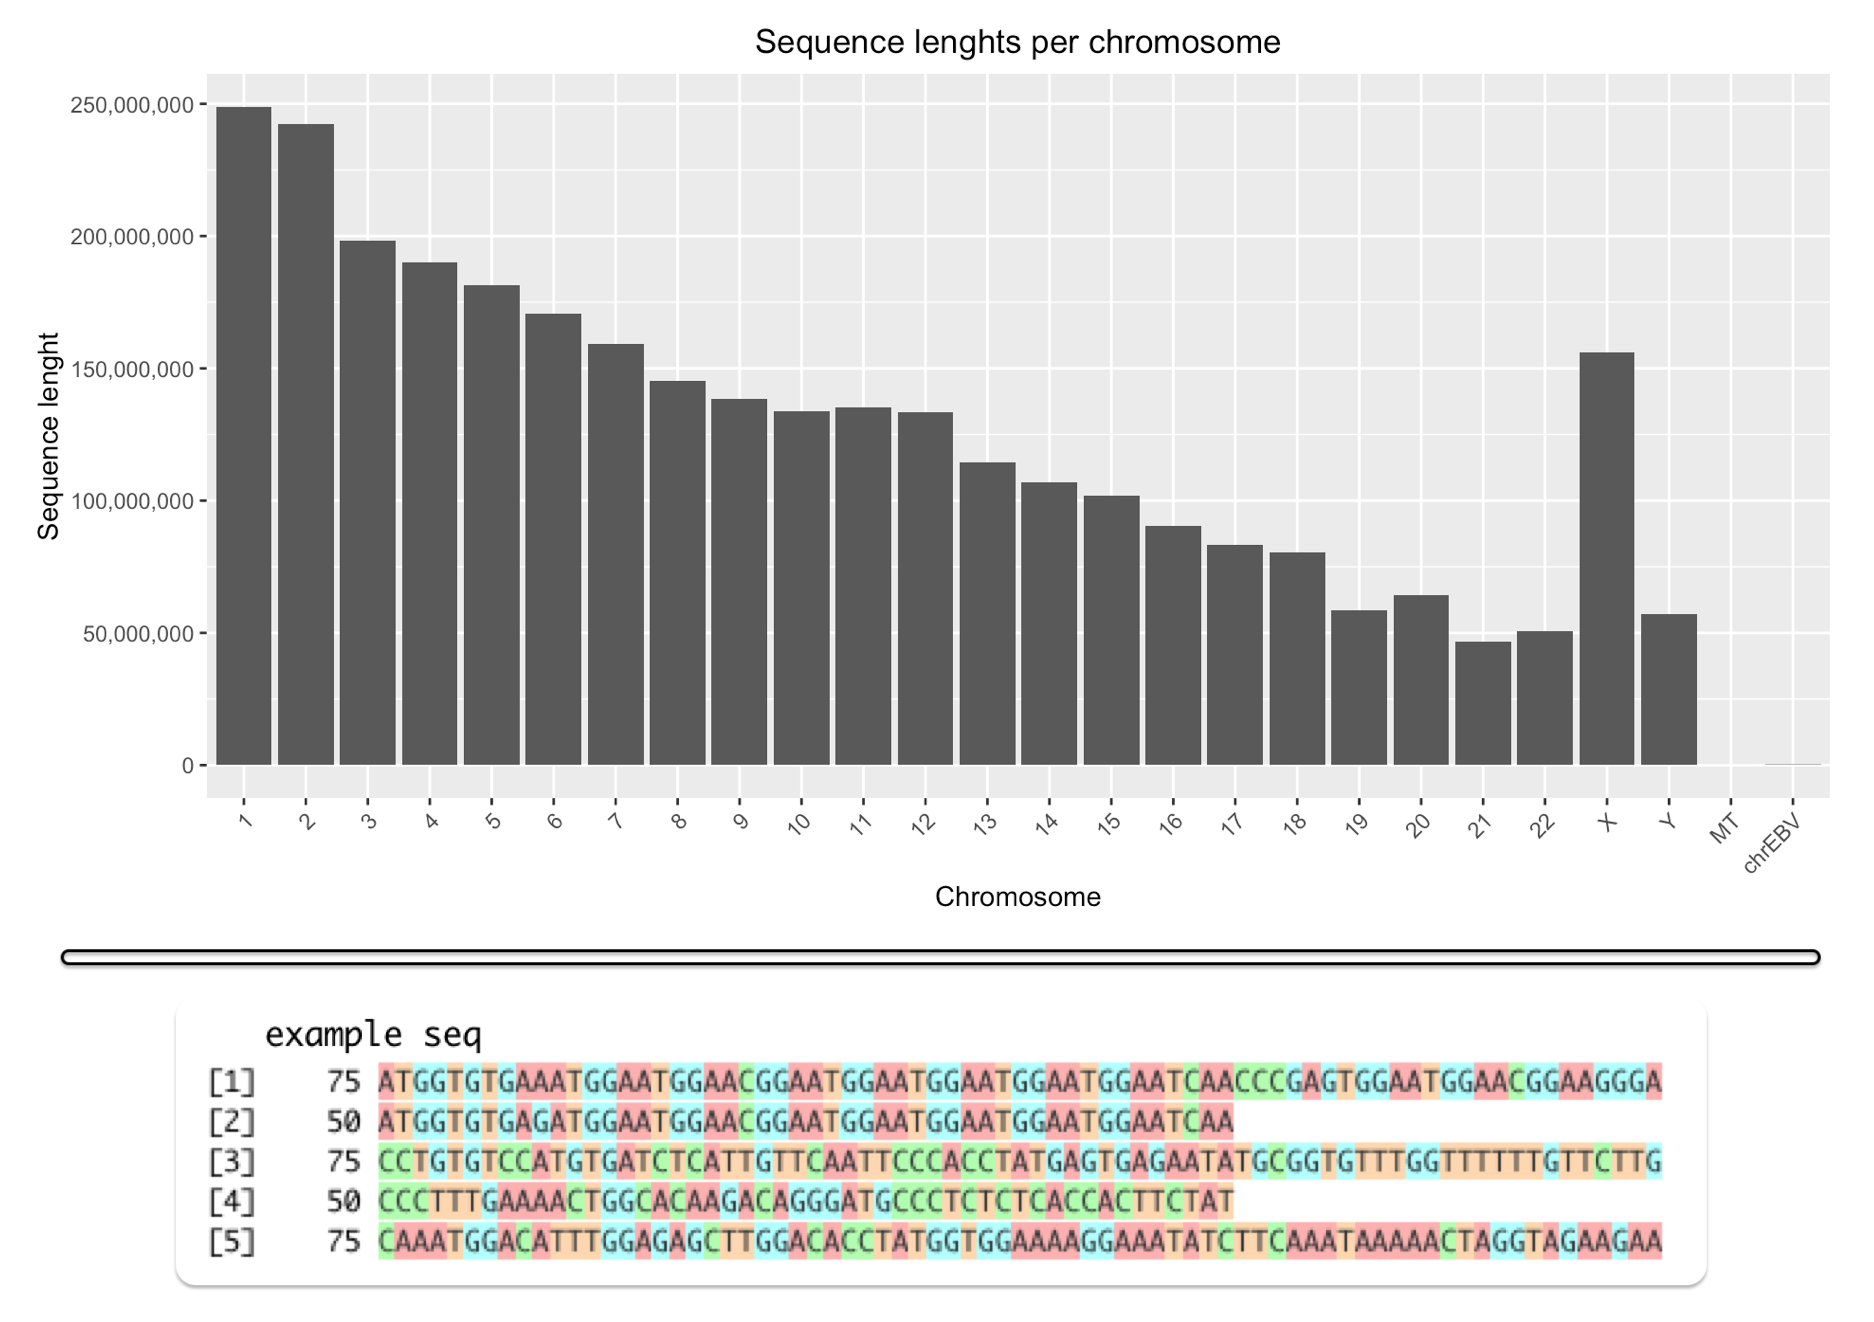 Sequence lenghts per chromosome
250,000,000
200,000,000
150,000,000
100,000,000
50,000,000
0
Sequence lenght
1 2 3 4 5 6 7 8 9 10 11 12 13 14 15 16 17 18 19 20 21 22 X Y MT chrEBV
Chromosome
example seq
[1] 75 ATGGTGTGAAATGGAATGGAACGGAATGGAATGGAATGGAATGGAATCAACCCGAGTGGAATGGAACGGAAGGGA
[2] 50 ATGGTGTGAGATGGAATGGAACGGAATGGAATGGAATGGAATGGAATCAA
[3] 75 CCTGTGTCCATGTGATCTCATTGTTCAATTCCCACCTATGAGTGAGAATATGCGGTGTTTGGTTTTTTGTTCTTG
[4] 50 CCCTTTGAAAACTGGCACAAGACAGGGATGCCCTCTCTCACCACTTCTAT
[5] 75 CAAATGGACATTTGGAGAGCTTGGACACCTATGGTGGAAAAGGAAATATCTTCAAATAAAAACTAGGTAGAAGAA